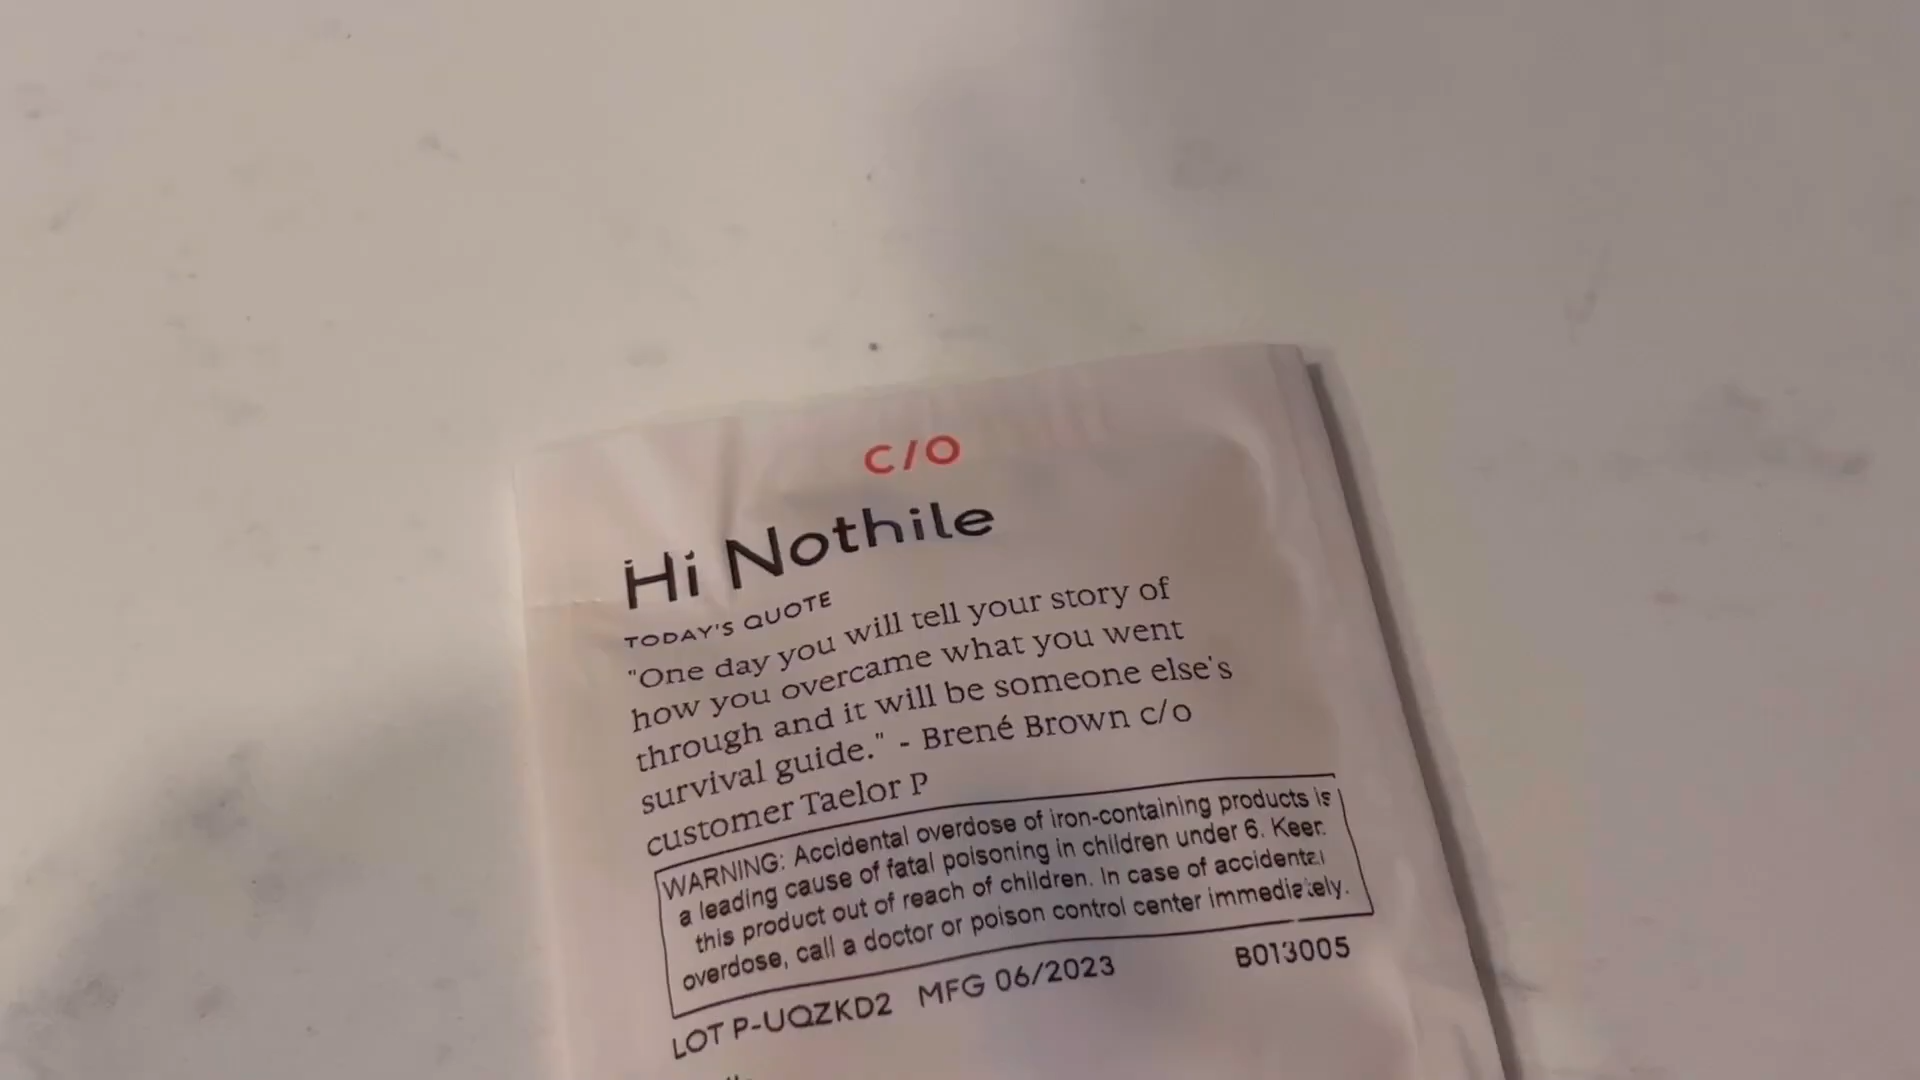 C/O
Hi Nothile
TODAY'S QUOTE
"One day you will tell your story of
how you overcame what you went
through and it will be someone else's
survival guide." - Brené Brown c/o
customer Taelor P
WARNING: Accidental overdose of iron-containing products is
a leading cause of fatal poisoning in children under 6. Keep
this product out of reach of children. In case of accidental
overdose, call a doctor or poison control center immediately.
LOT P-UQZKD2 MFG 06/2023 B013005